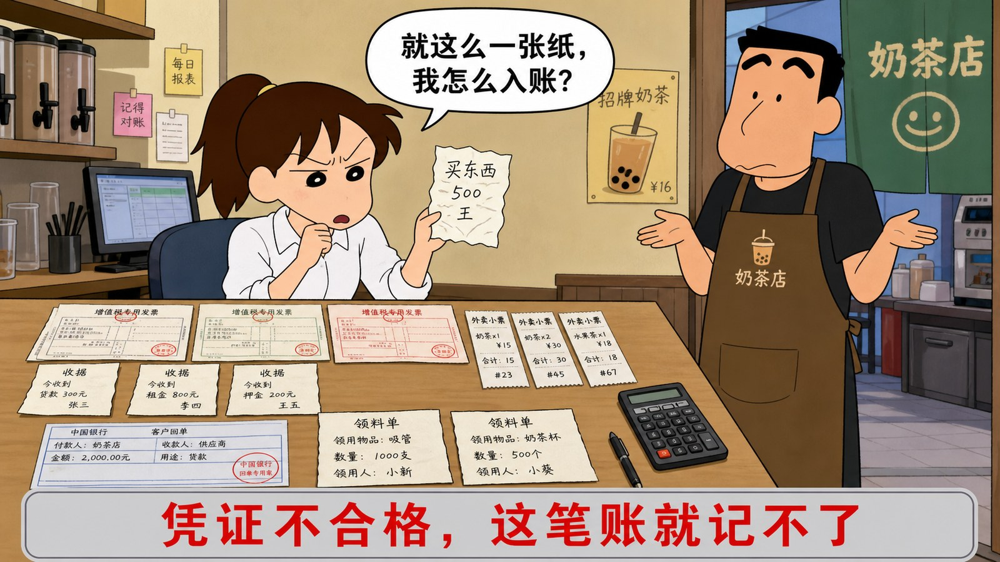 就这么一张纸，
我怎么入账？
每日
报表
记得
对账
买东西
500
王
招牌奶茶
¥16
奶茶店
奶茶店
增值税专用发票
增值税专用发票
增值税专用发票
外卖小票
奶茶x1
¥15
合计：15
#23
外卖小票
奶茶x2
¥30
合计：30
#45
外卖小票
水果茶x1
¥18
合计：18
#67
收据
今收到
货款 300元
张三
收据
今收到
租金 800元
李四
收据
今收到
押金 200元
王五
中国银行 客户回单
付款人：奶茶店 收款人：供应商
金额：2,000.00元 用途：货款
中国银行
领料单
领用物品：吸管
数量：1000支
领用人：小新
领料单
领用物品：奶茶杯
数量：500个
领用人：小葵
凭证不合格，这笔账就记不了